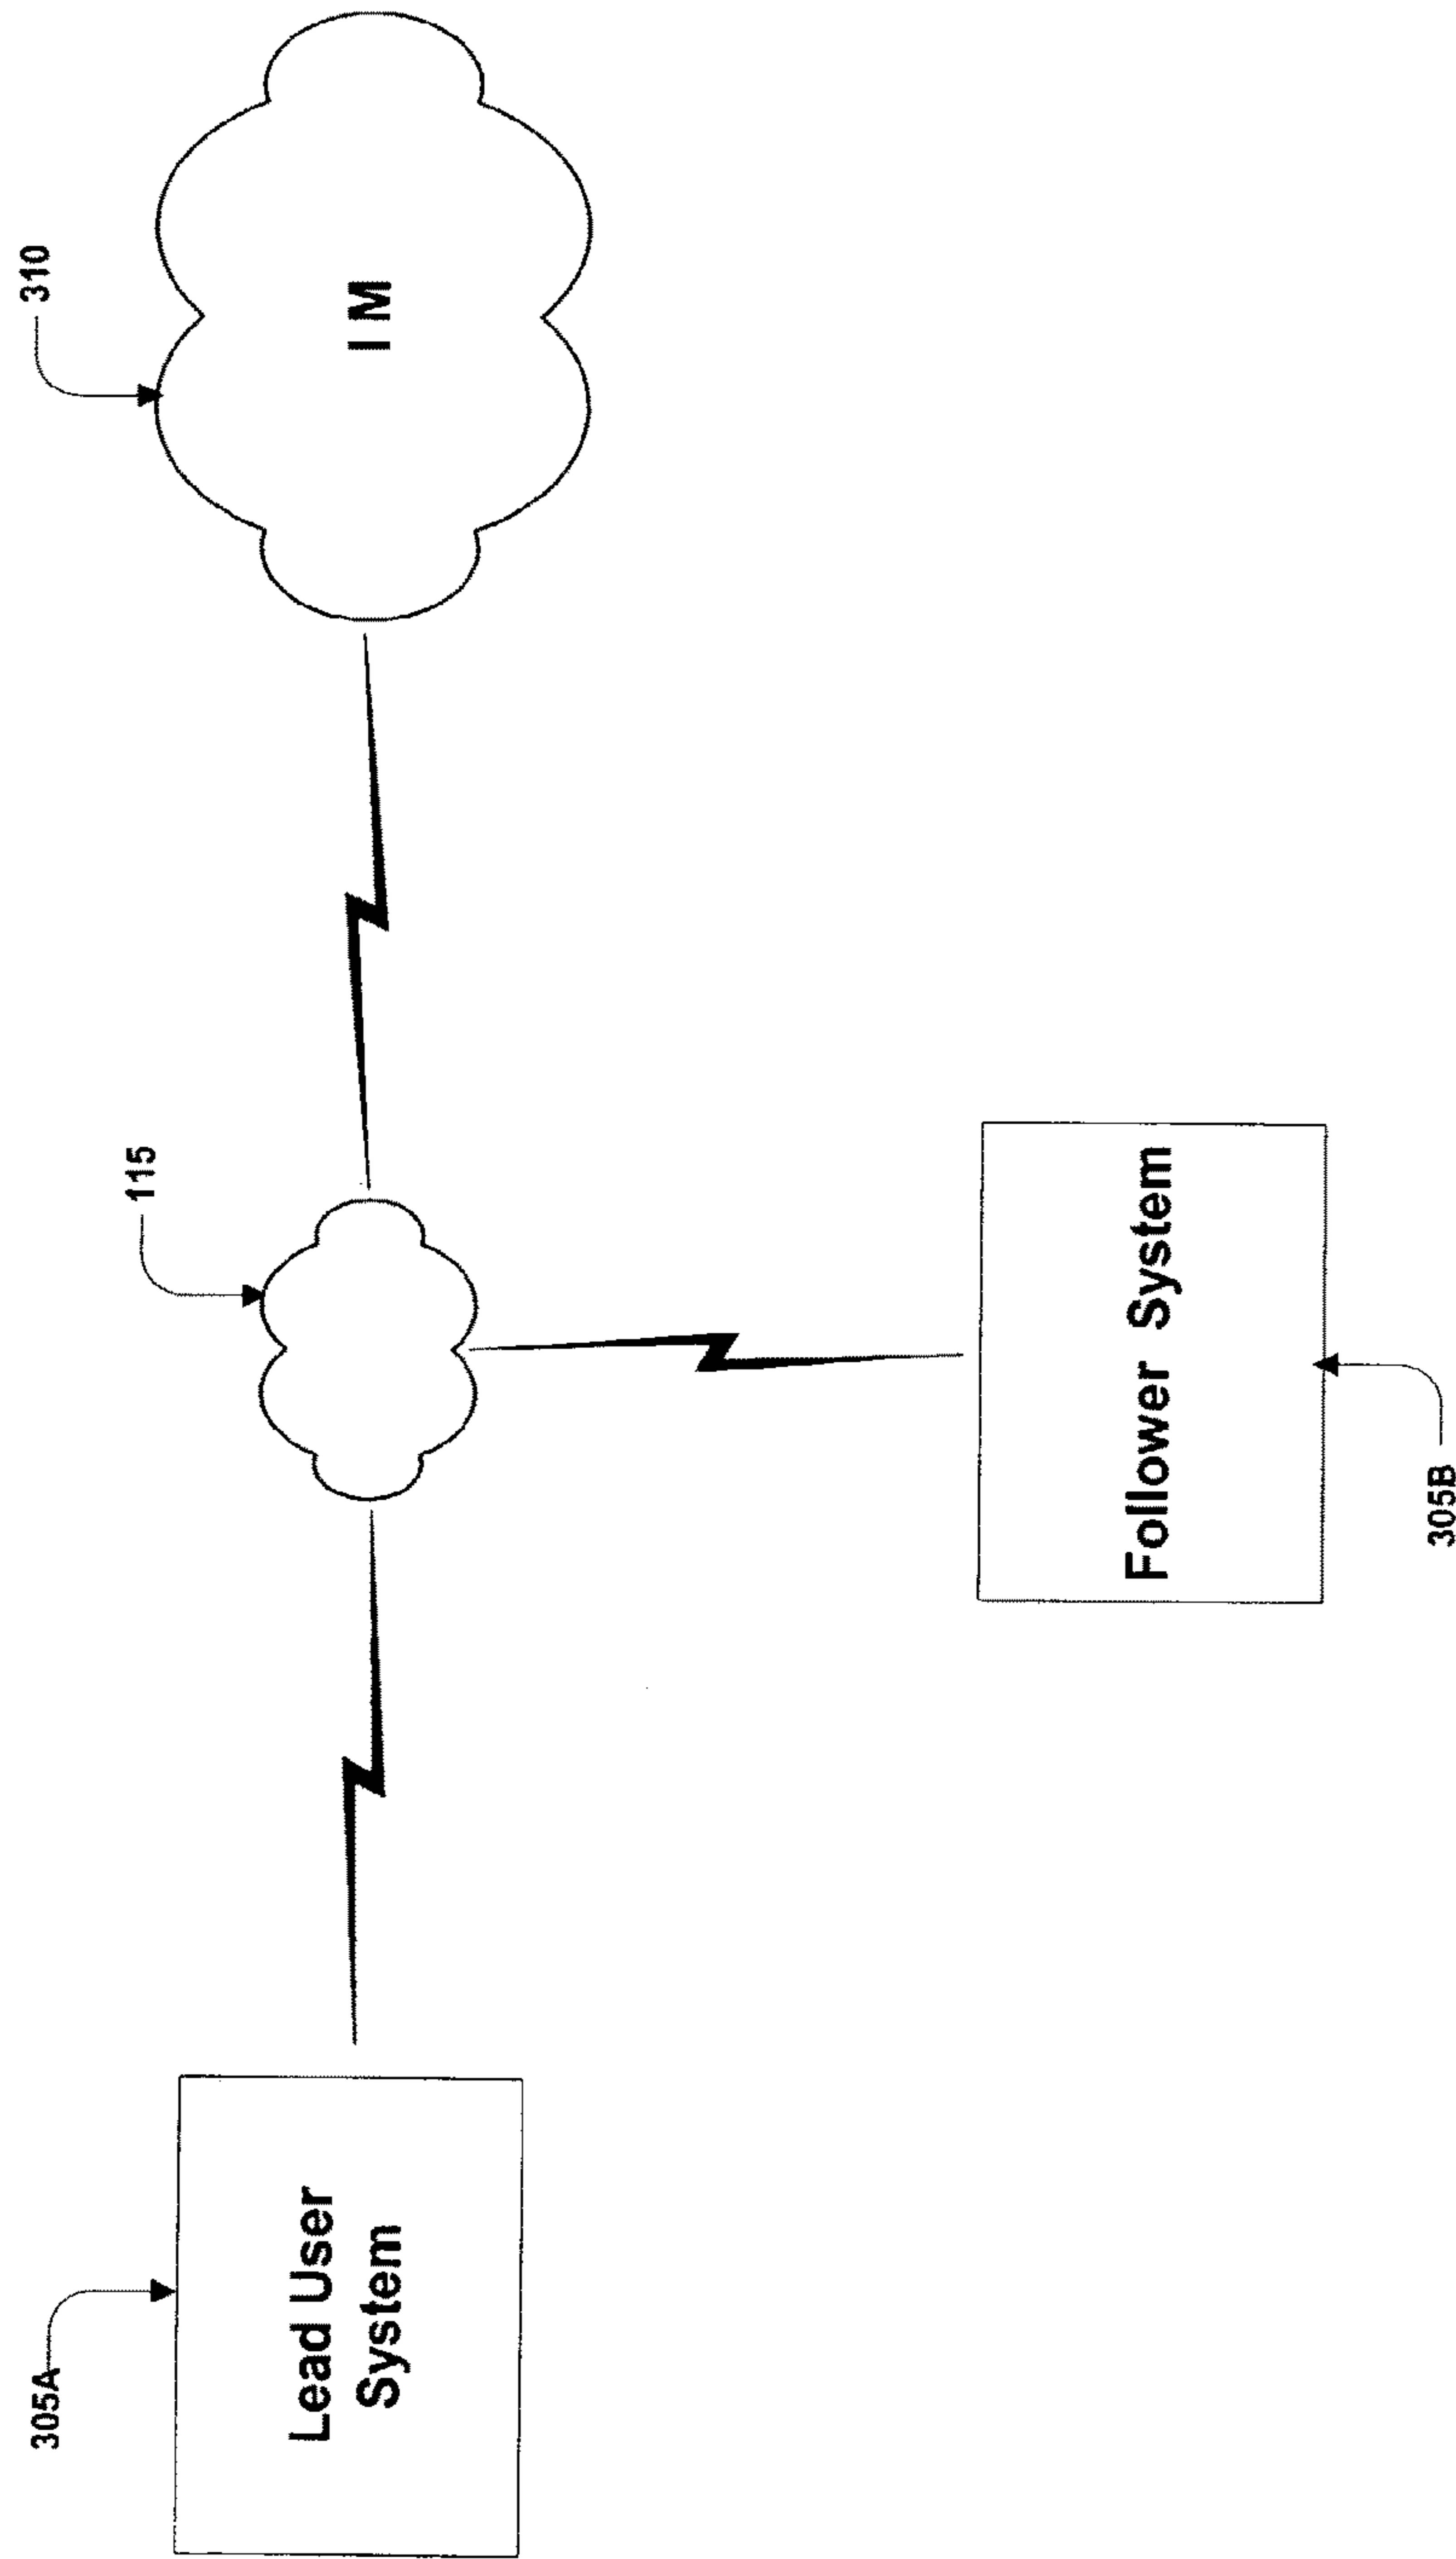 310
I M
115
305A
Lead User
System
Follower System
305B